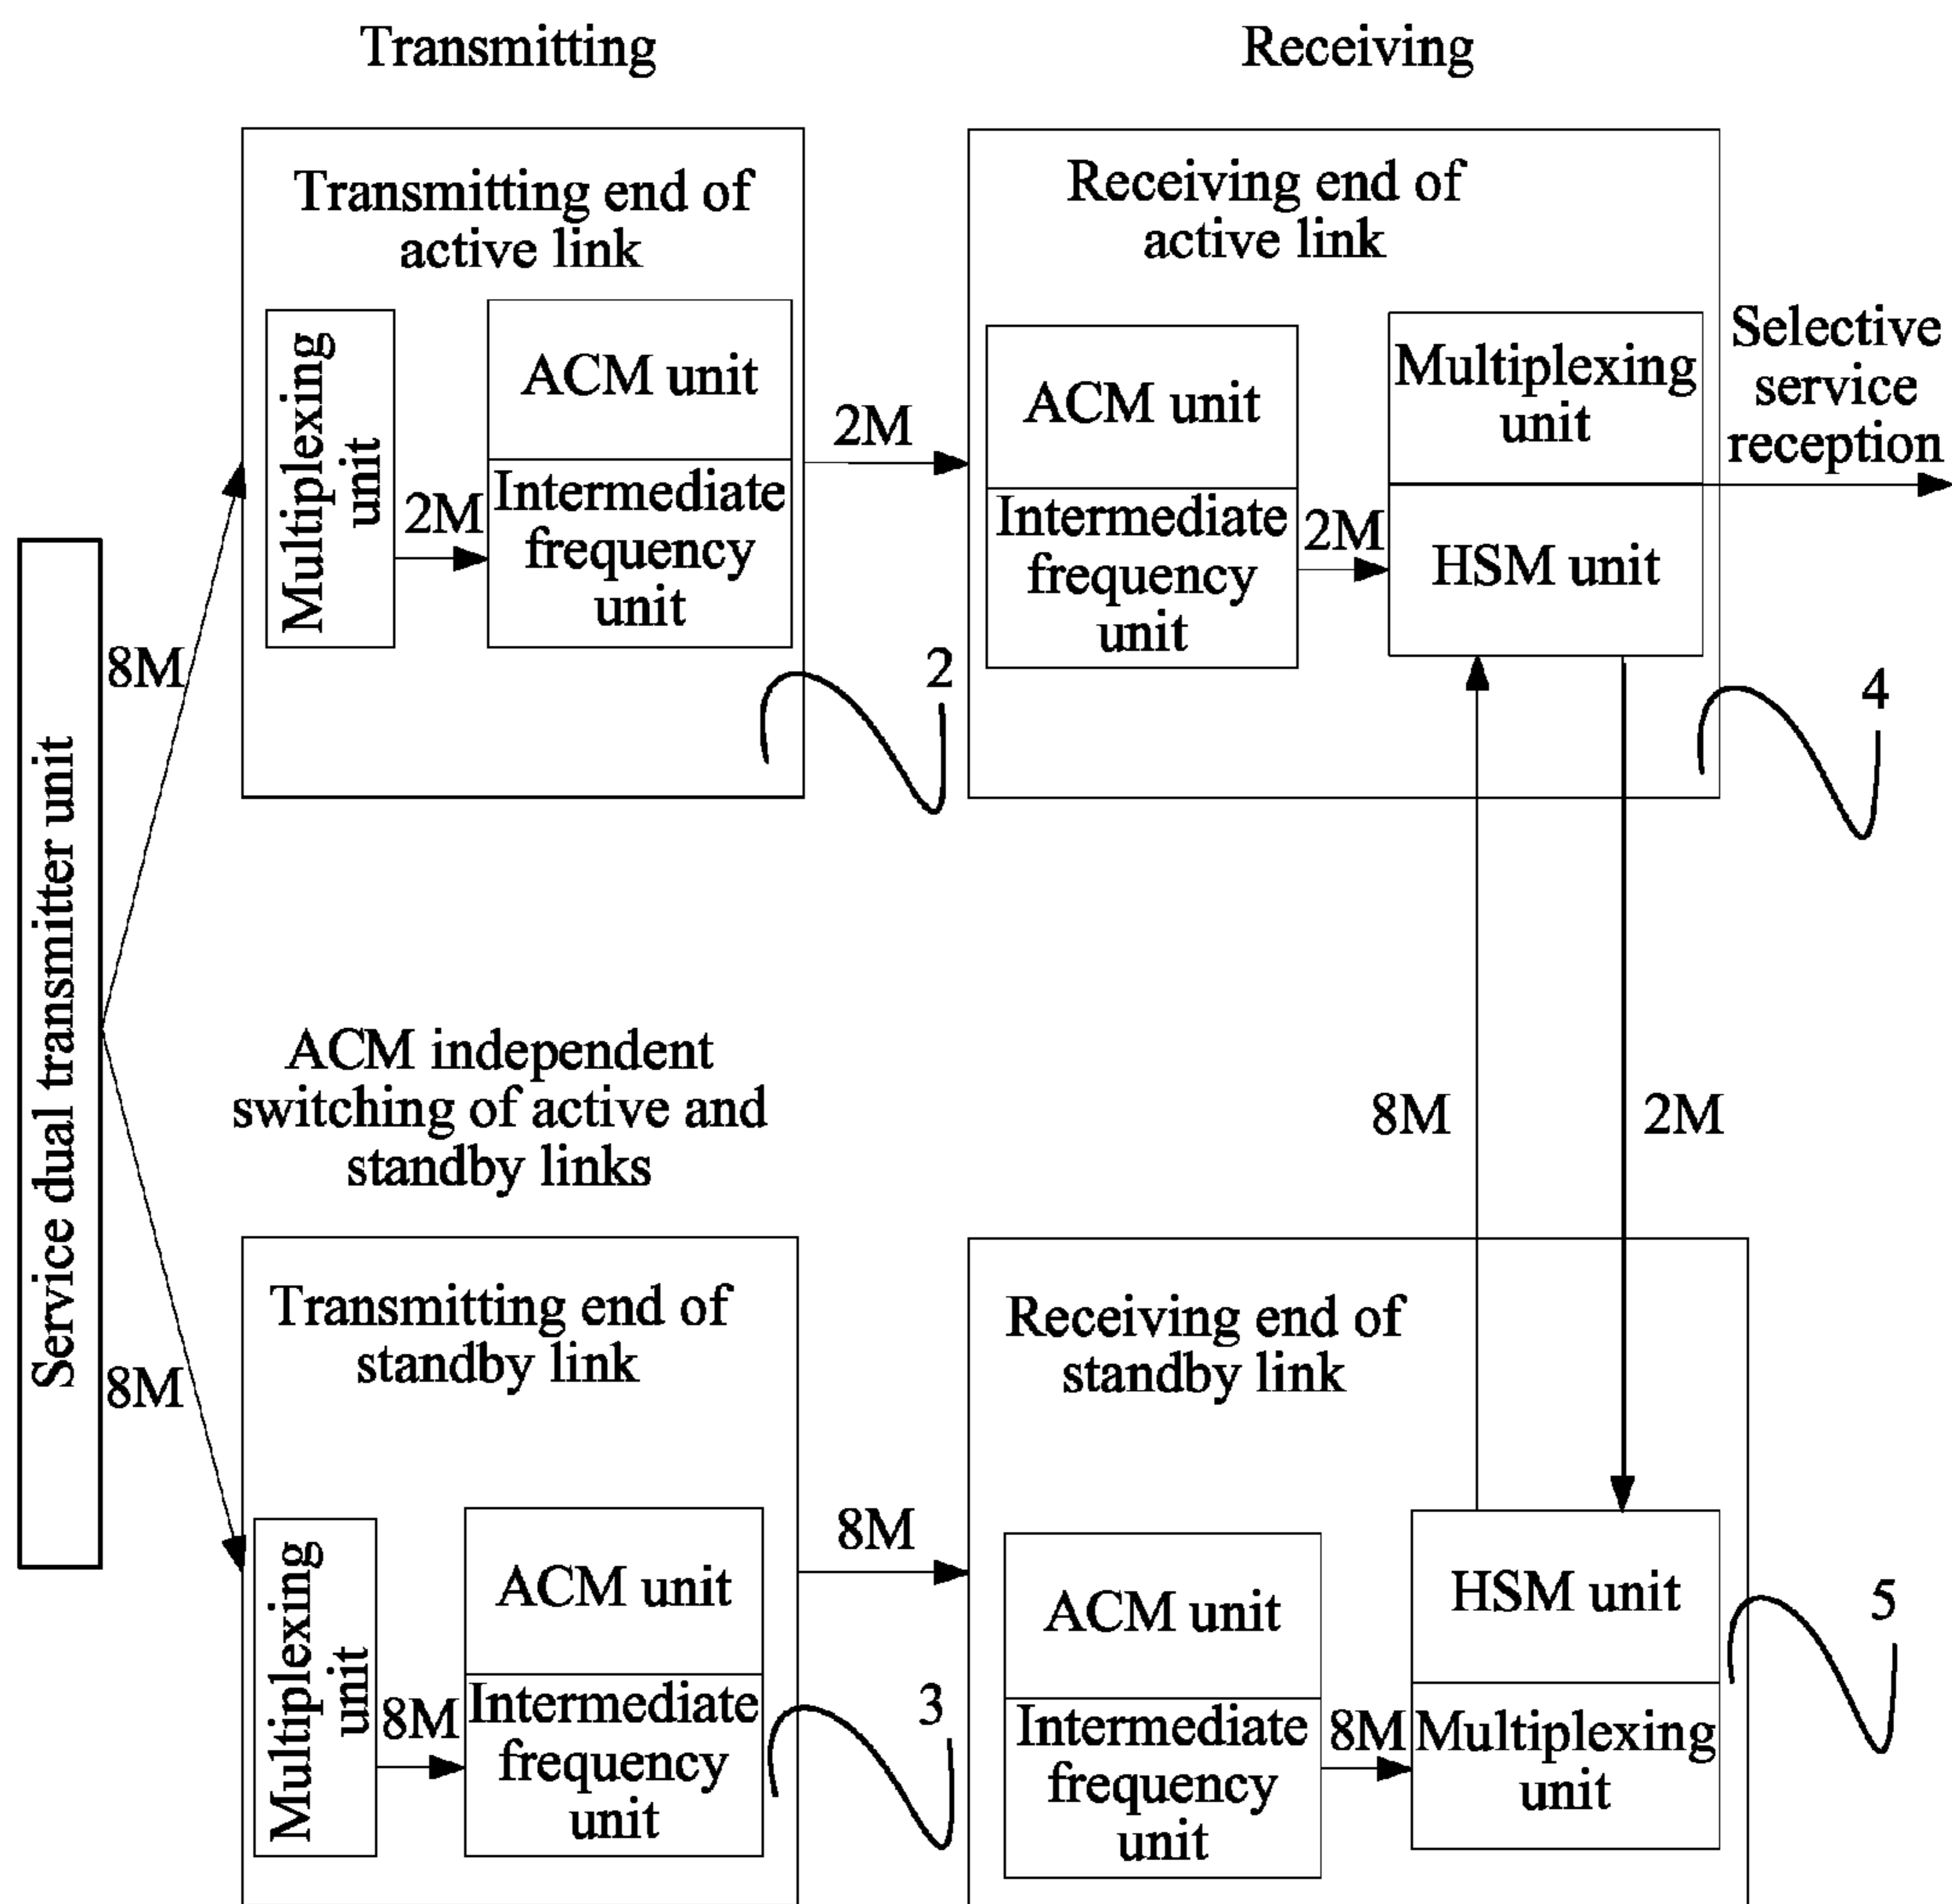 Transmitting
Receiving
Transmitting end of
active link
Multiplexing
unit
2M
ACM unit
Intermediate
frequency
unit
2M
Receiving end of
active link
ACM unit
Intermediate
frequency
unit
2M
Multiplexing
unit
HSM unit
Selective
service
reception
8M
2
4
Service dual transmitter unit
ACM independent
switching of active and
standby links
8M
2M
8M
Transmitting end of
standby link
Multiplexing
unit
8M
ACM unit
Intermediate
frequency
unit
3
8M
Receiving end of
standby link
ACM unit
Intermediate
frequency
unit
8M
HSM unit
Multiplexing
unit
5